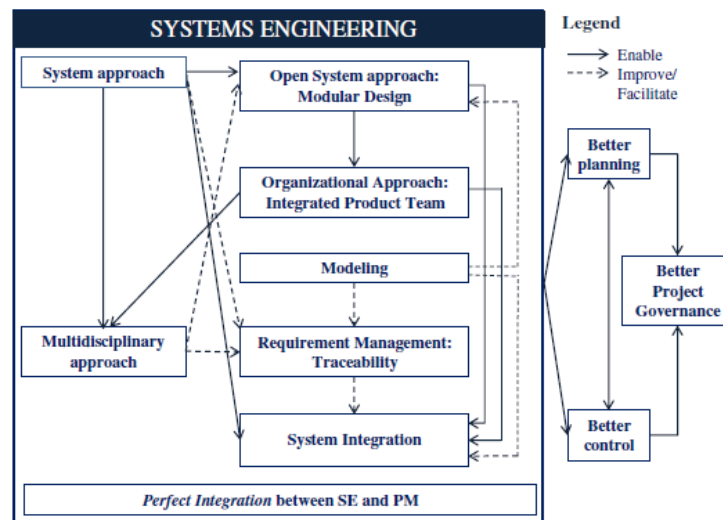 SYSTEMS ENGINEERING
System approach
Open System approach:
Modular Design
Organizational Approach:
Integrated Product Team
Modeling
Multidisciplinary
approach
Requirement Management:
Traceability
System Integration
Perfect Integration between SE and PM
Legend
Enable
Improve/
Facilitate
Better
planning
Better
Project
Governance
Better
control